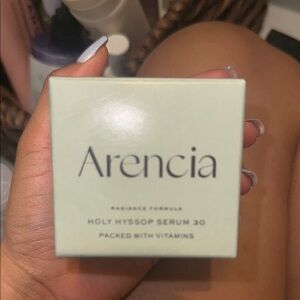 Arencia
RADIANCE FORMULA
HOLY HYSSOP SERUM 30
PACKED WITH VITAMINS